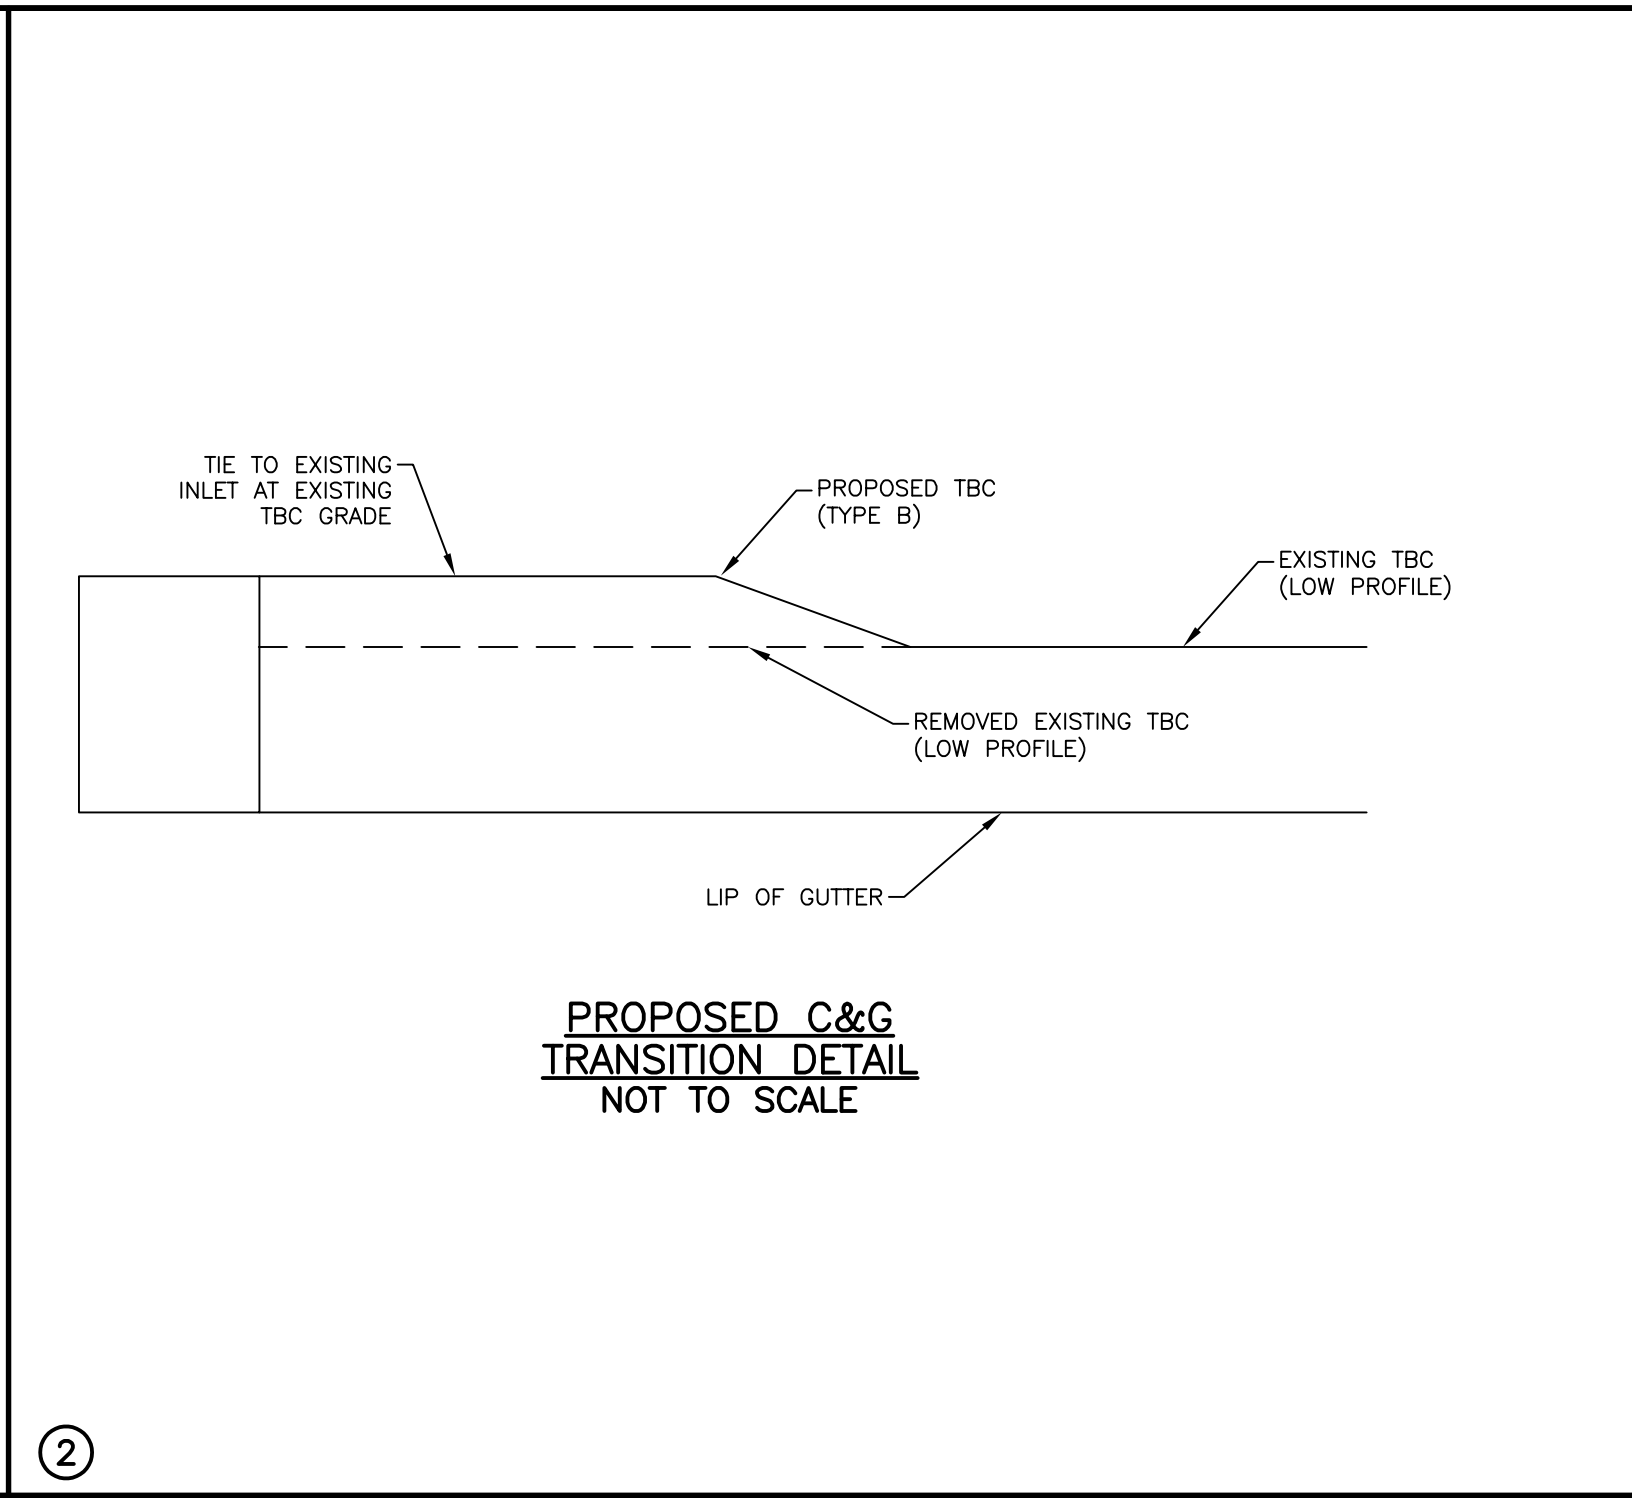 TIE TO EXISTING
INLET AT EXISTING
TBC GRADE
PROPOSED TBC
(TYPE B)
EXISTING TBC
(LOW PROFILE)
REMOVED EXISTING TBC
(LOW PROFILE)
LIP OF GUTTER
PROPOSED C&G
TRANSITION DETAIL
NOT TO SCALE
2